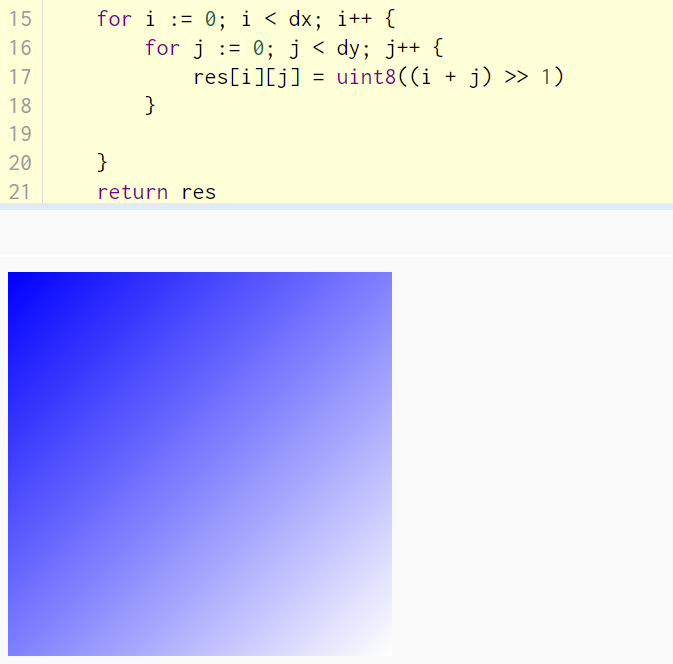 15 for i := 0; i < dx; i++ {
16 for j := 0; j < dy; j++ {
17 res[i][j] = uint8((i + j) >> 1)
18 }
19
20 }
21 return res